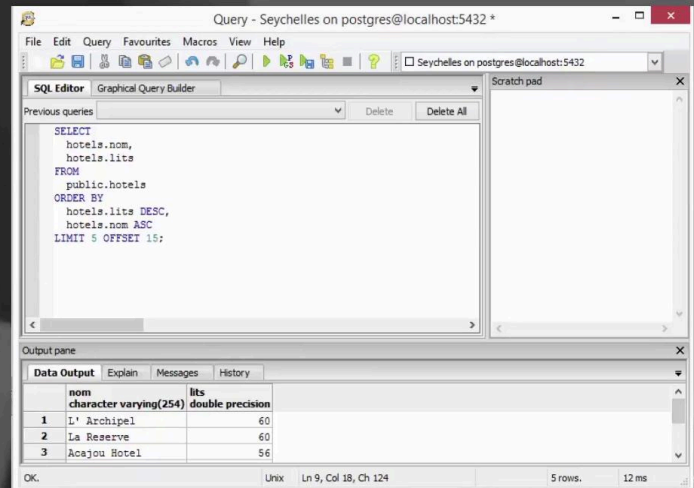 Query - Seychelles on postgres@localhost:5432 *
File Edit Query Favourites Macros View Help
Seychelles on postgres@localhost:5432
SQL Editor Graphical Query Builder
Scratch pad
Previous queries Delete Delete All
SELECT
hotels.nom,
hotels.lits
FROM
public.hotels
ORDER BY
hotels.lits DESC,
hotels.nom ASC
LIMIT 5 OFFSET 15;
Output pane
Data Output Explain Messages History
nom lits
character varying(254) double precision
1 L' Archipel 60
2 La Reserve 60
3 Acajou Hotel 56
OK. Unix Ln 9, Col 18, Ch 124 5 rows. 12 ms